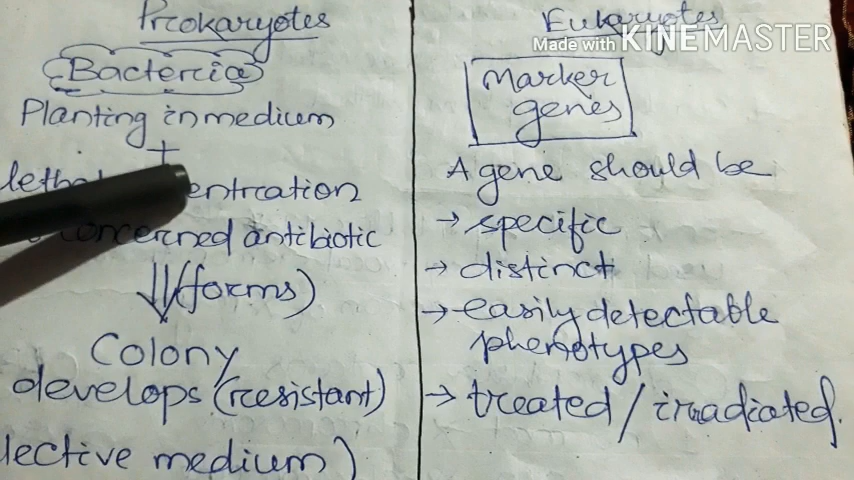 Prokaryotes
Bacteria
Planting in medium
+
entration
concerned antibiotic
(forms)
Colony
develops (resistant)
lective medium)
Eukaryotes
Made with KINEMASTER
Marker
genes
A gene should be
→ specific
→ distinct
→ easily detectable
phenotypes
→ treated / irradiated.